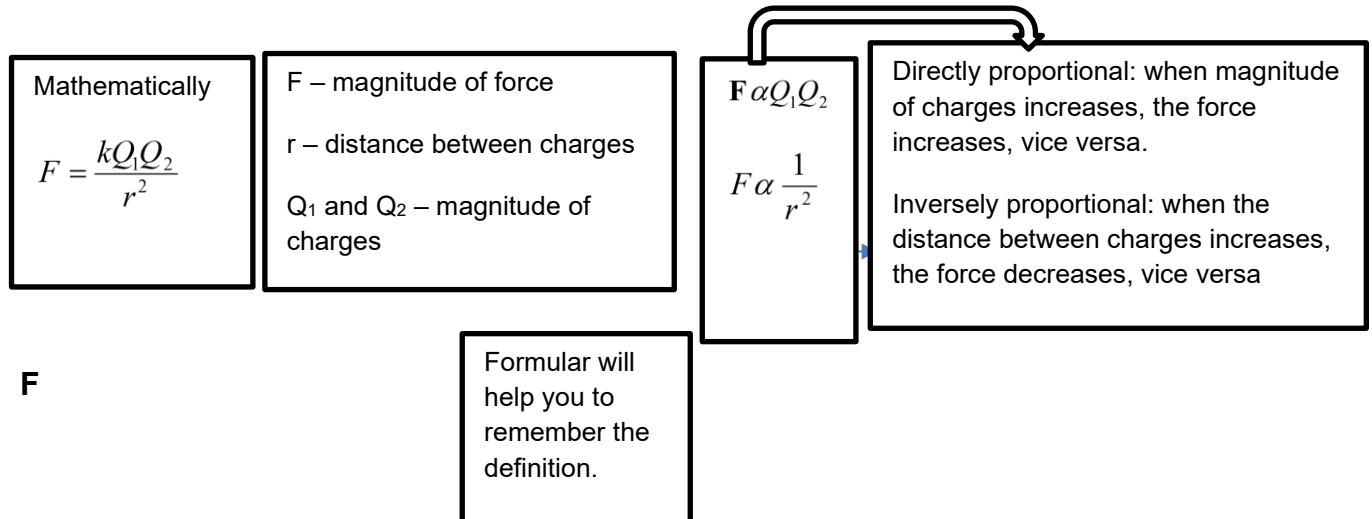 Mathematically
F = kQ₁Q₂ / r²
F – magnitude of force
r – distance between charges
Q₁ and Q₂ – magnitude of
charges
F α Q₁Q₂
F α 1 / r²
Directly proportional: when magnitude
of charges increases, the force
increases, vice versa.
Inversely proportional: when the
distance between charges increases,
the force decreases, vice versa
F
Formular will
help you to
remember the
definition.